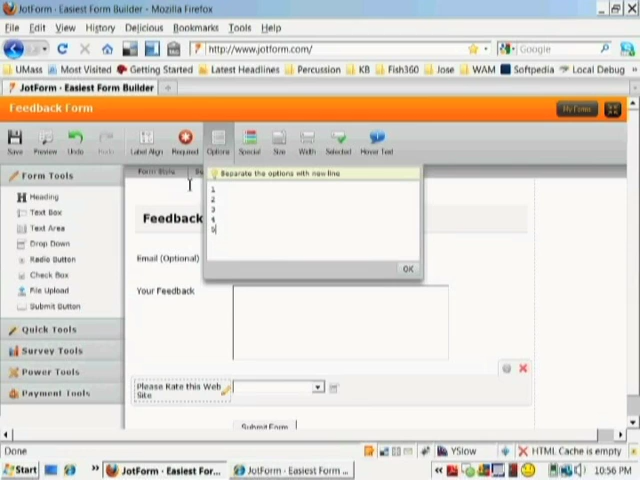 JotForm · Easiest Form Builder - Mozilla Firefox
File Edit View History Delicious Bookmarks Tools Help
http://www.jotform.com/
Google
UMass Most Visited Getting Started Latest Headlines Percussion KB Fish360 Jose WAM Softpedia Local Debug
JotForm · Easiest Form Builder
Feedback Form
My Forms
Save Preview Undo Redo Label Align Required Options Special Size Width Selected Hover Text
Form Tools
Form Style
Separate the options with new line
1
2
3
4
5
OK
Heading
Text Box
Text Area
Drop Down
Radio Button
Check Box
File Upload
Submit Button
Quick Tools
Survey Tools
Power Tools
Payment Tools
Feedback
Email (Optional)
Your Feedback
Please Rate this Web
Site
Submit Form
Done
YSlow
HTML Cache is empty
Start
JotForm - Easiest For...
JotForm - Easiest Form ...
10:56 PM